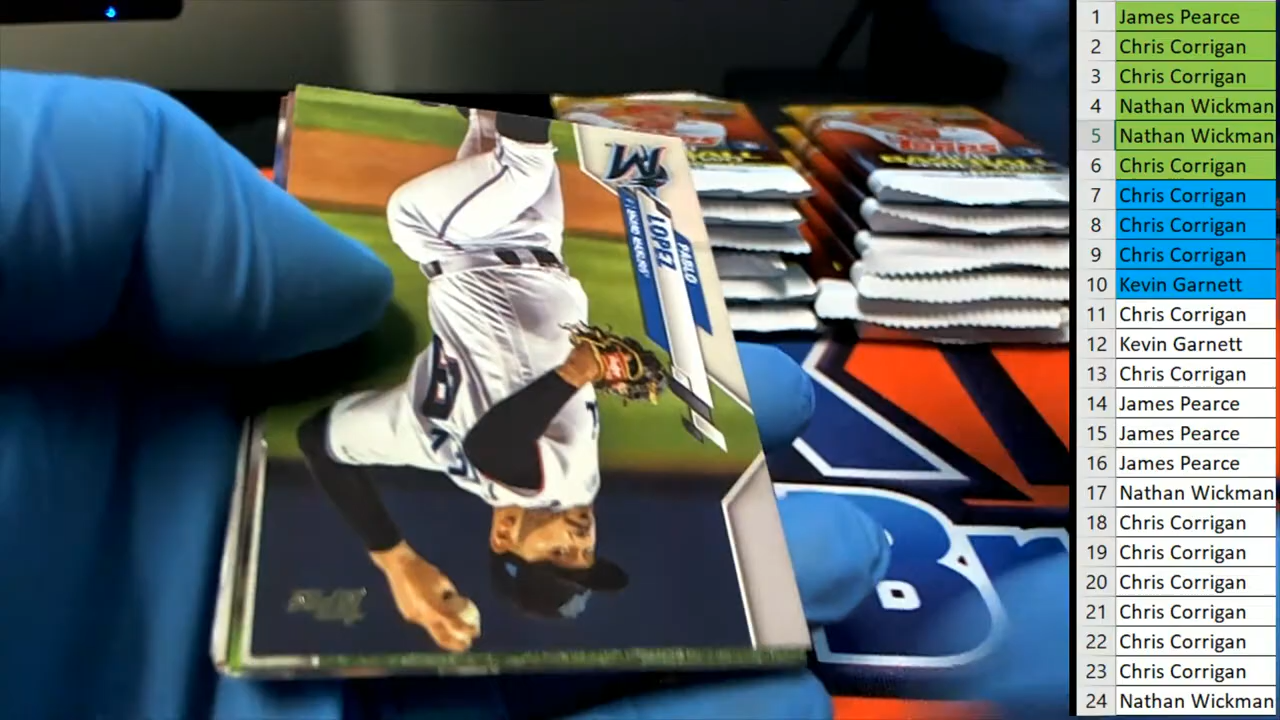 PABLO
LOPEZ
Topps
topps
BASEBALL
1 James Pearce
2 Chris Corrigan
3 Chris Corrigan
4 Nathan Wickman
5 Nathan Wickman
6 Chris Corrigan
7 Chris Corrigan
8 Chris Corrigan
9 Chris Corrigan
10 Kevin Garnett
11 Chris Corrigan
12 Kevin Garnett
13 Chris Corrigan
14 James Pearce
15 James Pearce
16 James Pearce
17 Nathan Wickman
18 Chris Corrigan
19 Chris Corrigan
20 Chris Corrigan
21 Chris Corrigan
22 Chris Corrigan
23 Chris Corrigan
24 Nathan Wickman